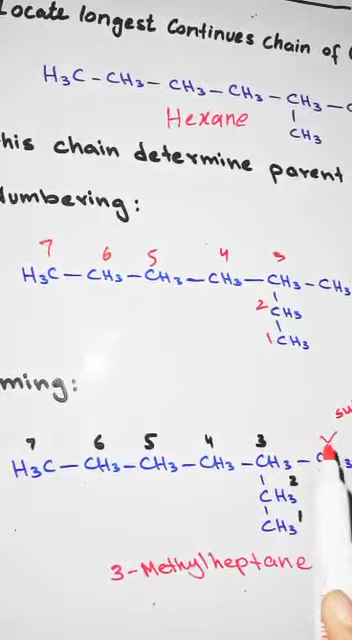 Locate longest Continues Chain of
H₃C – CH₃ – CH₃ – CH₃ – CH₃ –
CH₃
Hexane
his chain determine parent
Numbering:
7 6 5 4 3
H₃C – CH₃ – CH₃ – CH₃ – CH₃ – CH₃
2 CH₃
1 CH₃
ming:
7 6 5 4 3
H₃C – CH₃ – CH₃ – CH₃ – CH₃ –
CH₃ 2
CH₃ 1
3-Methylheptane